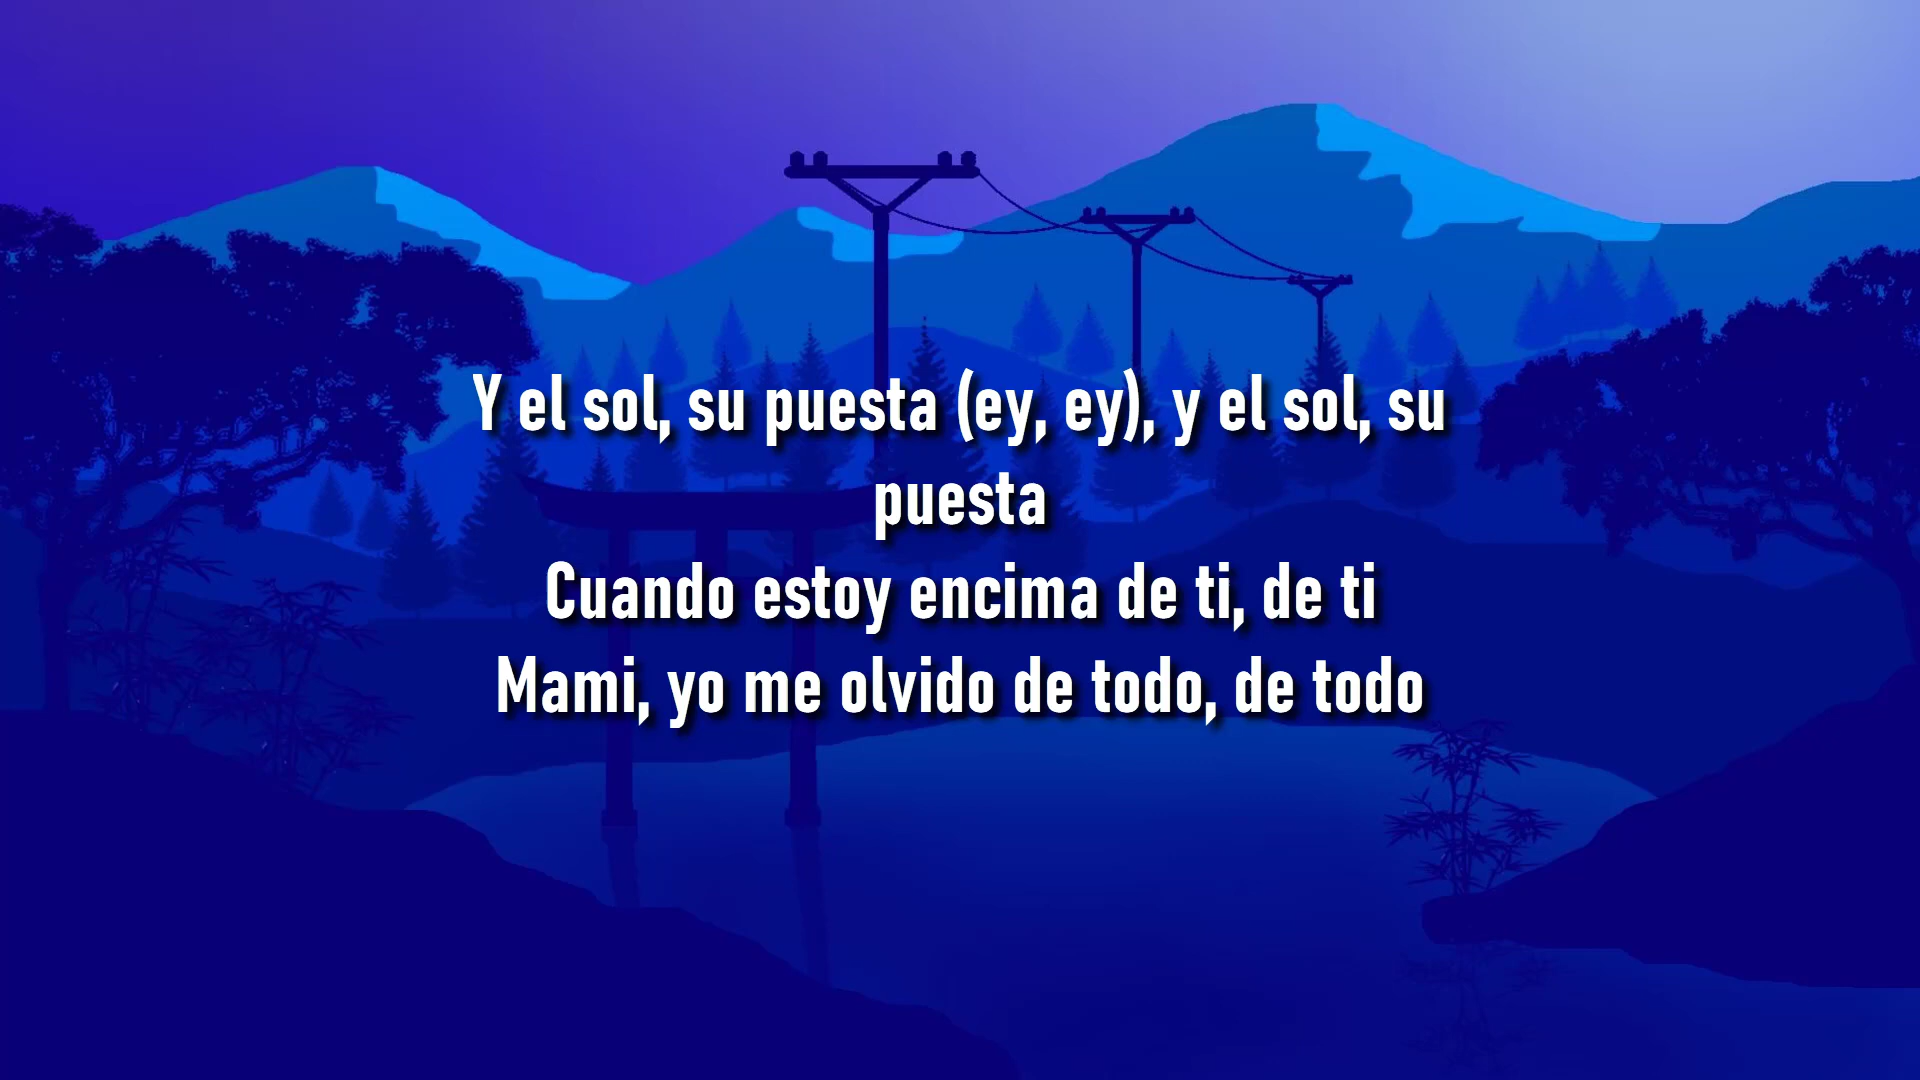 Y el sol, su puesta (ey, ey), y el sol, su
puesta
Cuando estoy encima de ti, de ti
Mami, yo me olvido de todo, de todo